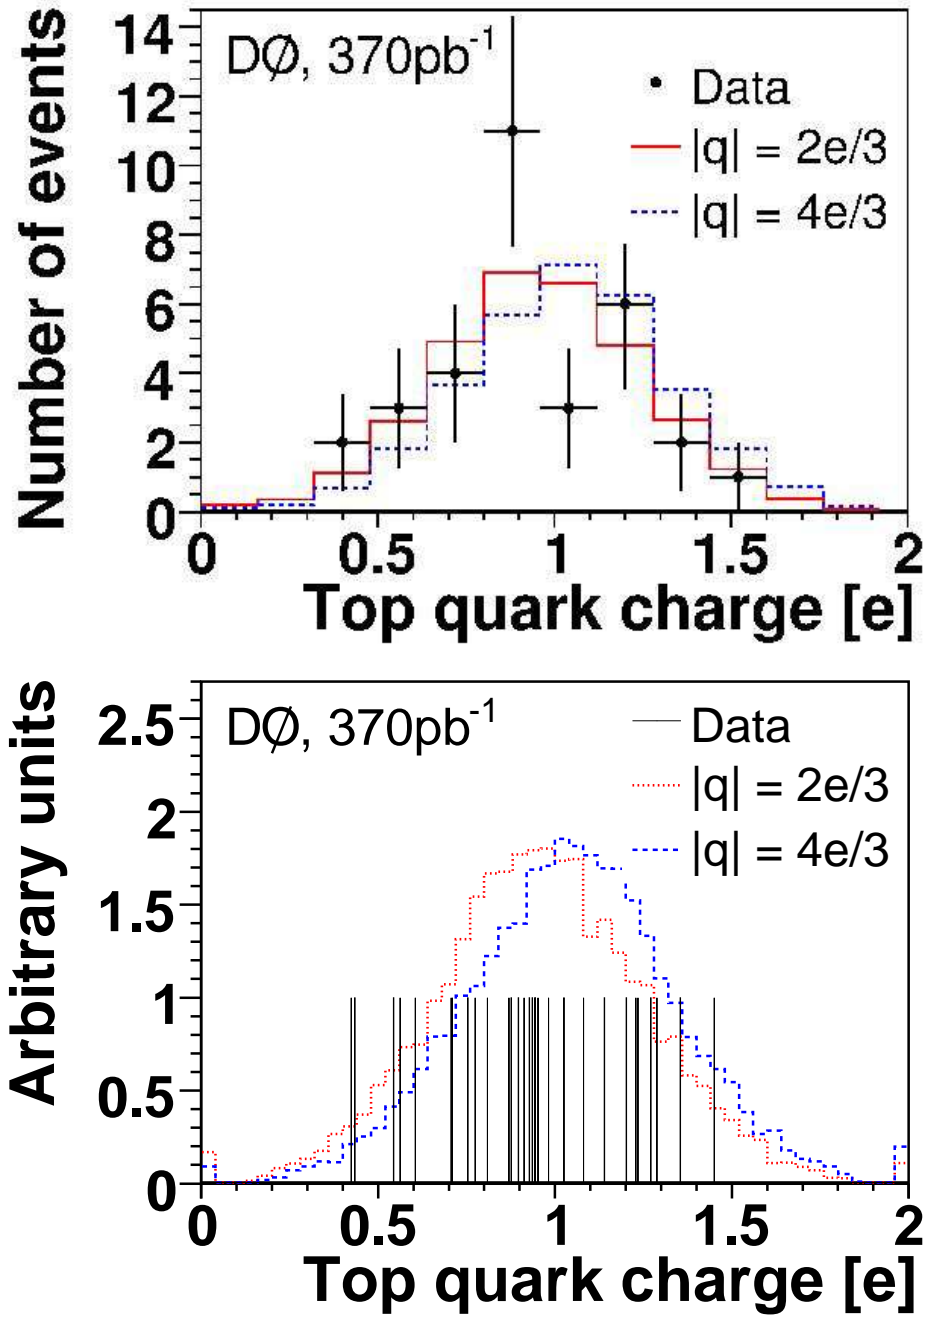 Number of events
14
12
10
8
6
4
2
0
DØ, 370pb⁻¹
Data
|q| = 2e/3
|q| = 4e/3
0 0.5 1 1.5 2
Top quark charge [e]
Arbitrary units
2.5
2
1.5
1
0.5
0
DØ, 370pb⁻¹
Data
|q| = 2e/3
|q| = 4e/3
0 0.5 1 1.5 2
Top quark charge [e]